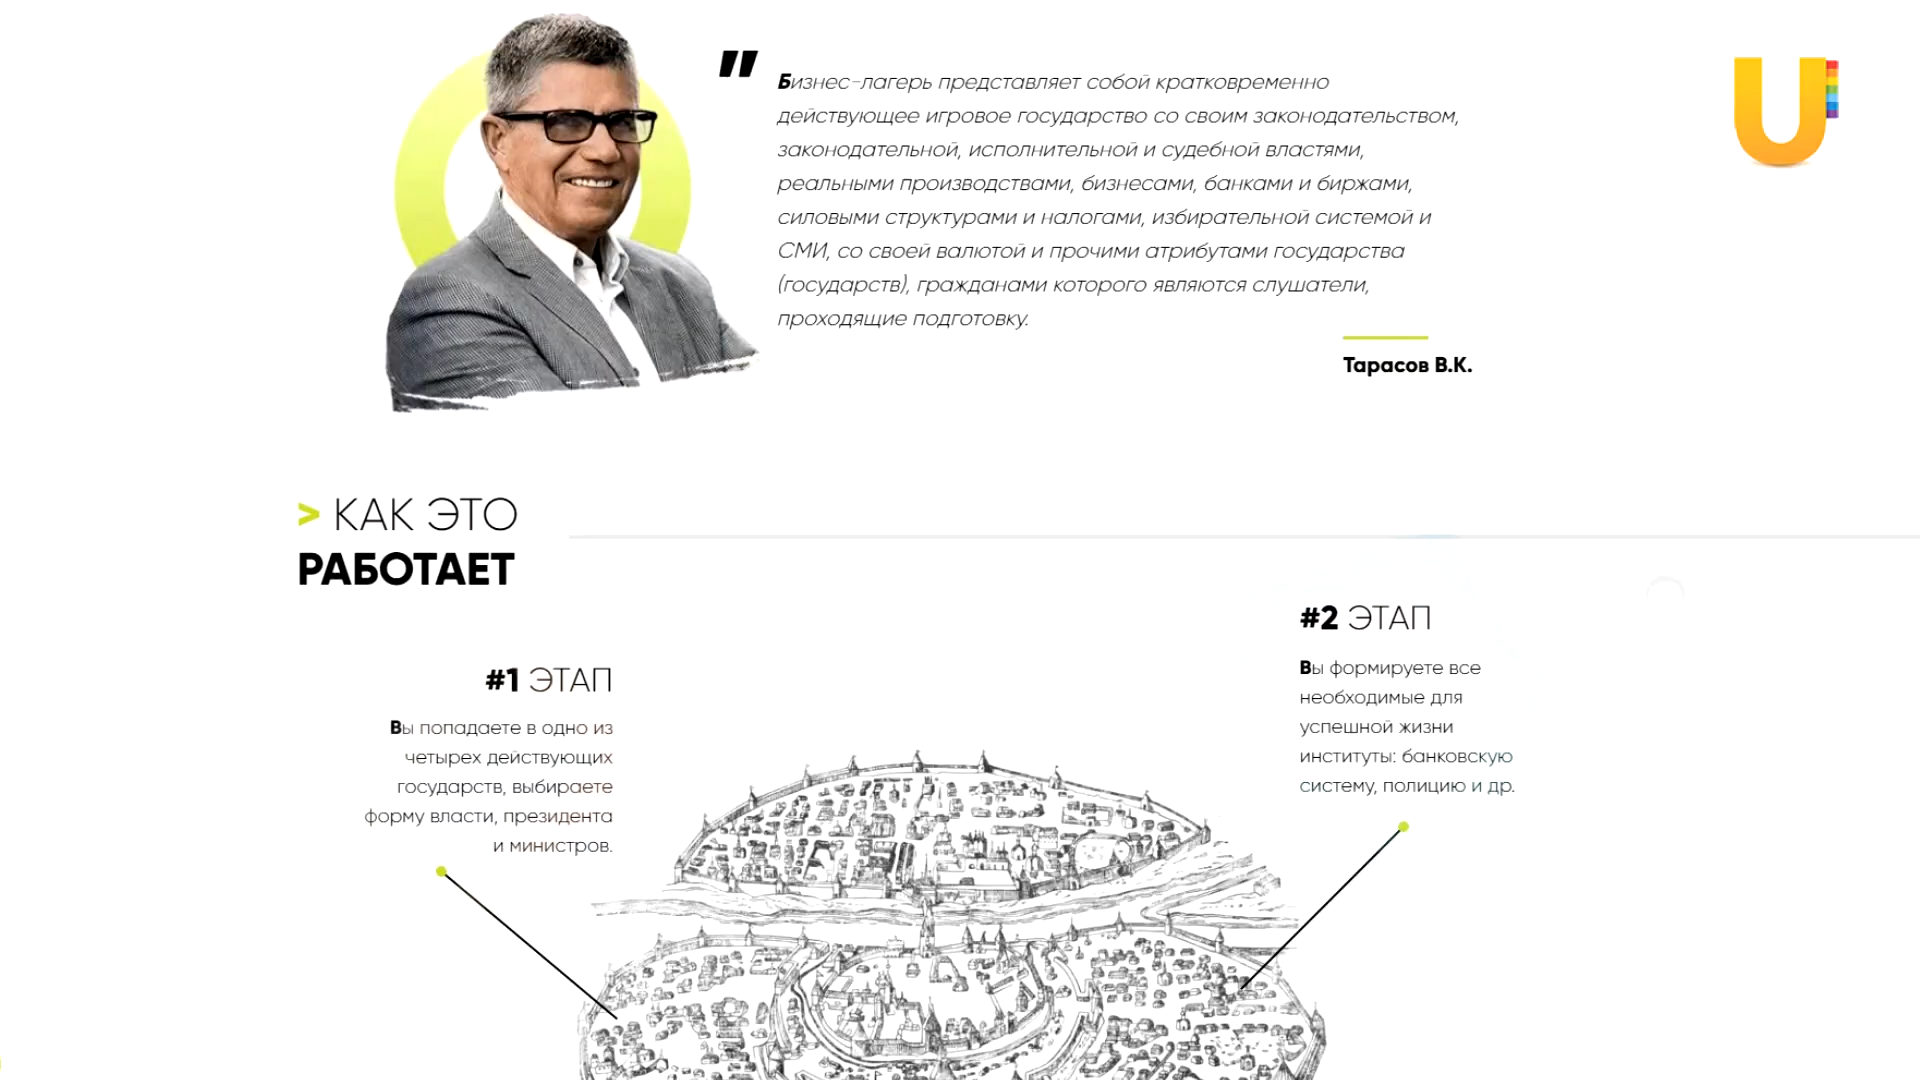 "
Бизнес-лагерь представляет собой кратковременно
действующее игровое государство со своим законодательством,
законодательной, исполнительной и судебной властями,
реальными производствами, бизнесами, банками и биржами,
силовыми структурами и налогами, избирательной системой и
СМИ, со своей валютой и прочими атрибутами государства
(государств), гражданами которого являются слушатели,
проходящие подготовку.
Тарасов В.К.
U
> КАК ЭТО
РАБОТАЕТ
#1 ЭТАП
Вы попадаете в одно из
четырех действующих
государств, выбираете
форму власти, президента
и министров.
#2 ЭТАП
Вы формируете все
необходимые для
успешной жизни
институты: банковскую
систему, полицию и др.